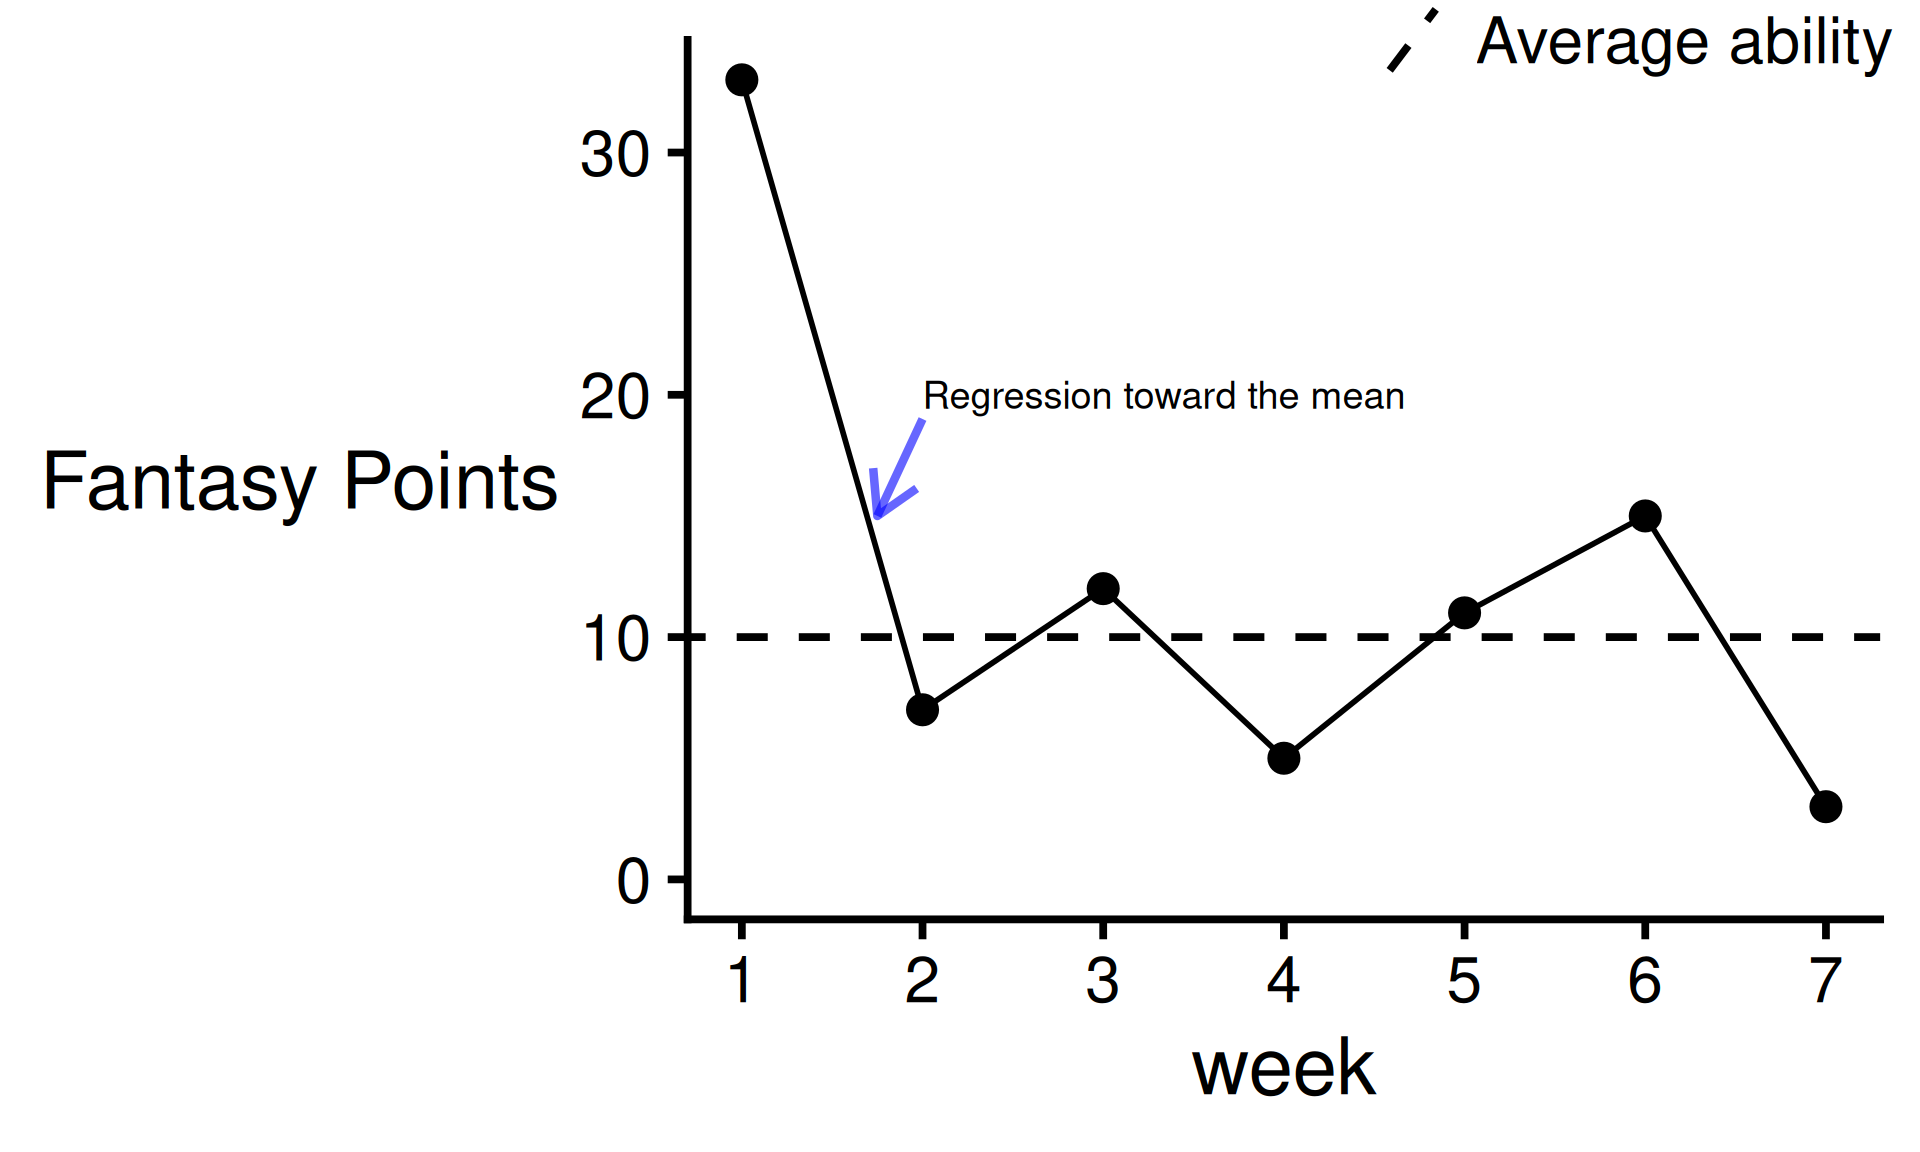 Average ability
30
20
10
0
Fantasy Points
Regression toward the mean
1 2 3 4 5 6 7
week